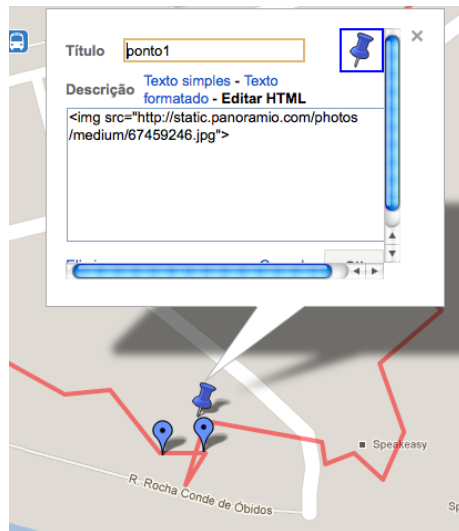 Título ponto1
Descrição
Texto simples - Texto
formatado - Editar HTML
<img src="http://static.panoramio.com/photos
/medium/67459246.jpg">
Speakeasy
R. Rocha Conde de Óbidos